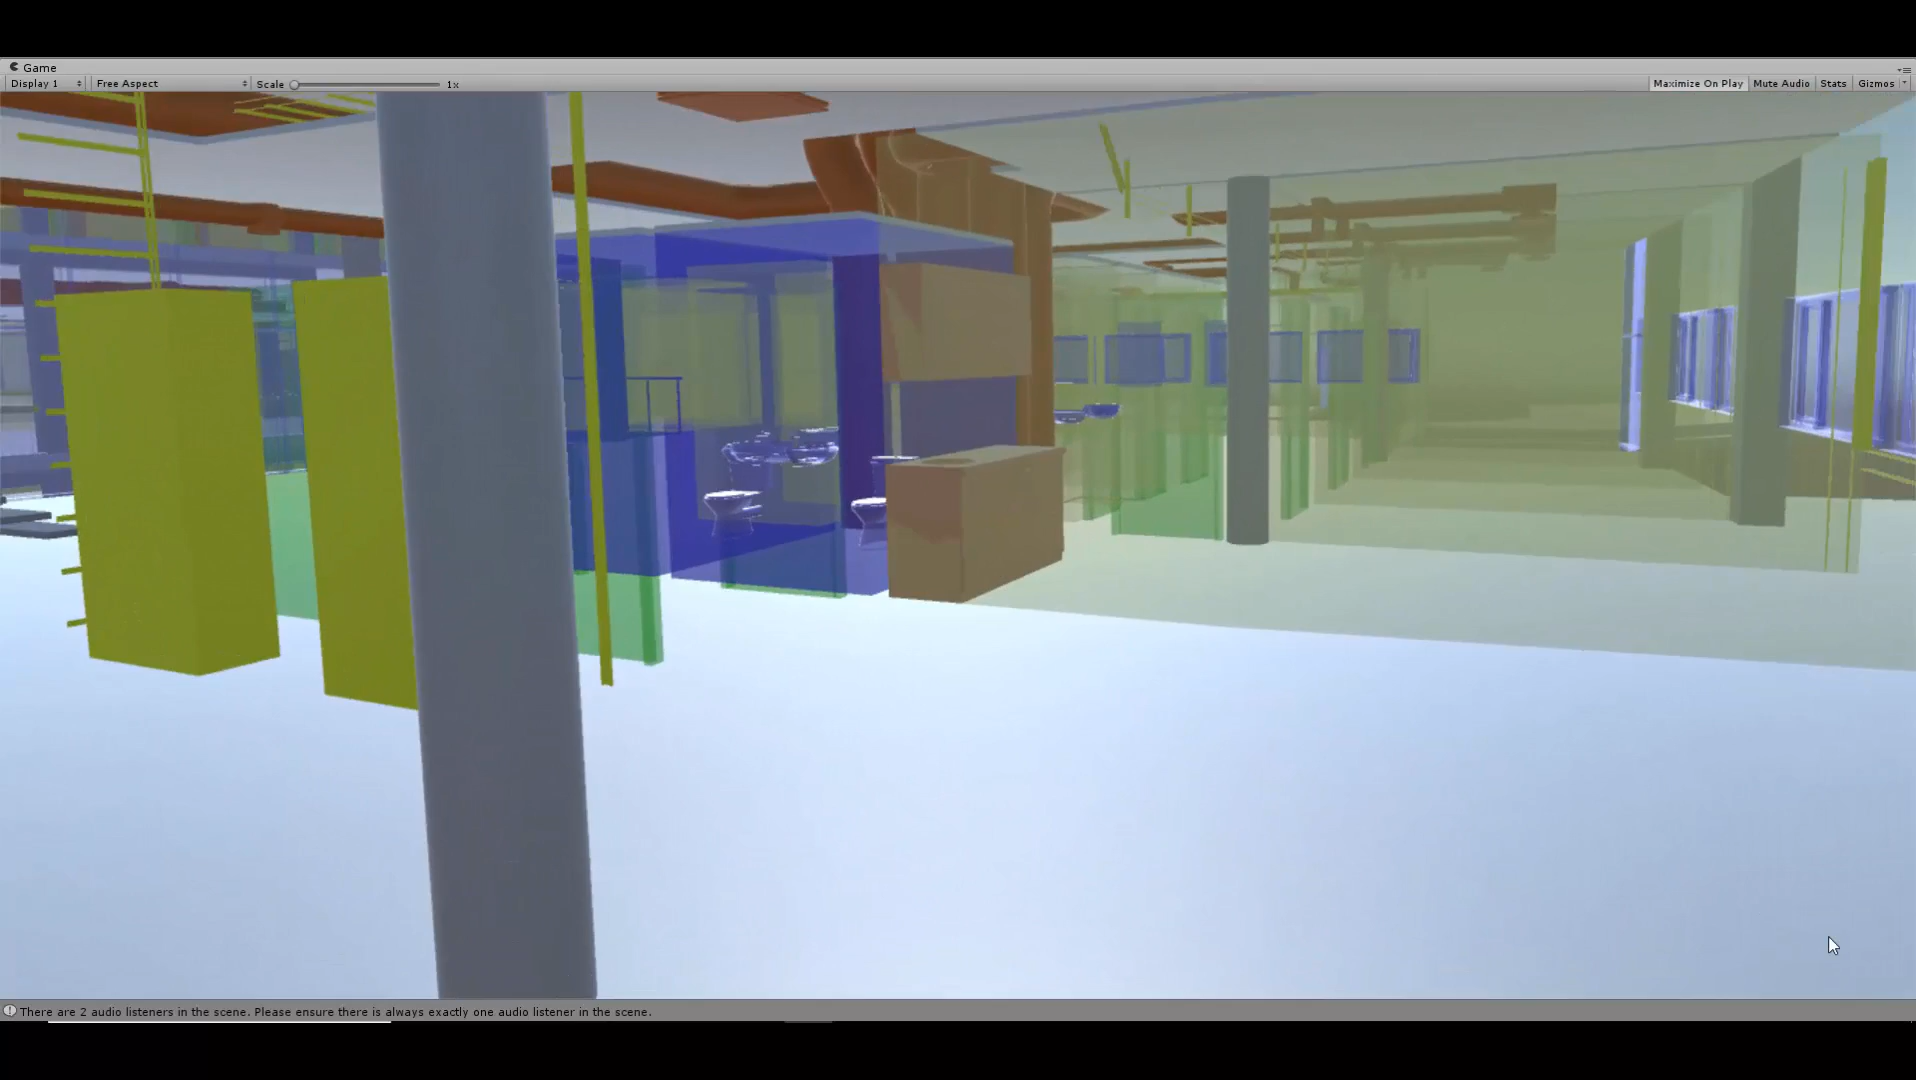 Game
Display 1 Free Aspect Scale 1x Maximize On Play Mute Audio Stats Gizmos
There are 2 audio listeners in the scene. Please ensure there is always exactly one audio listener in the scene.